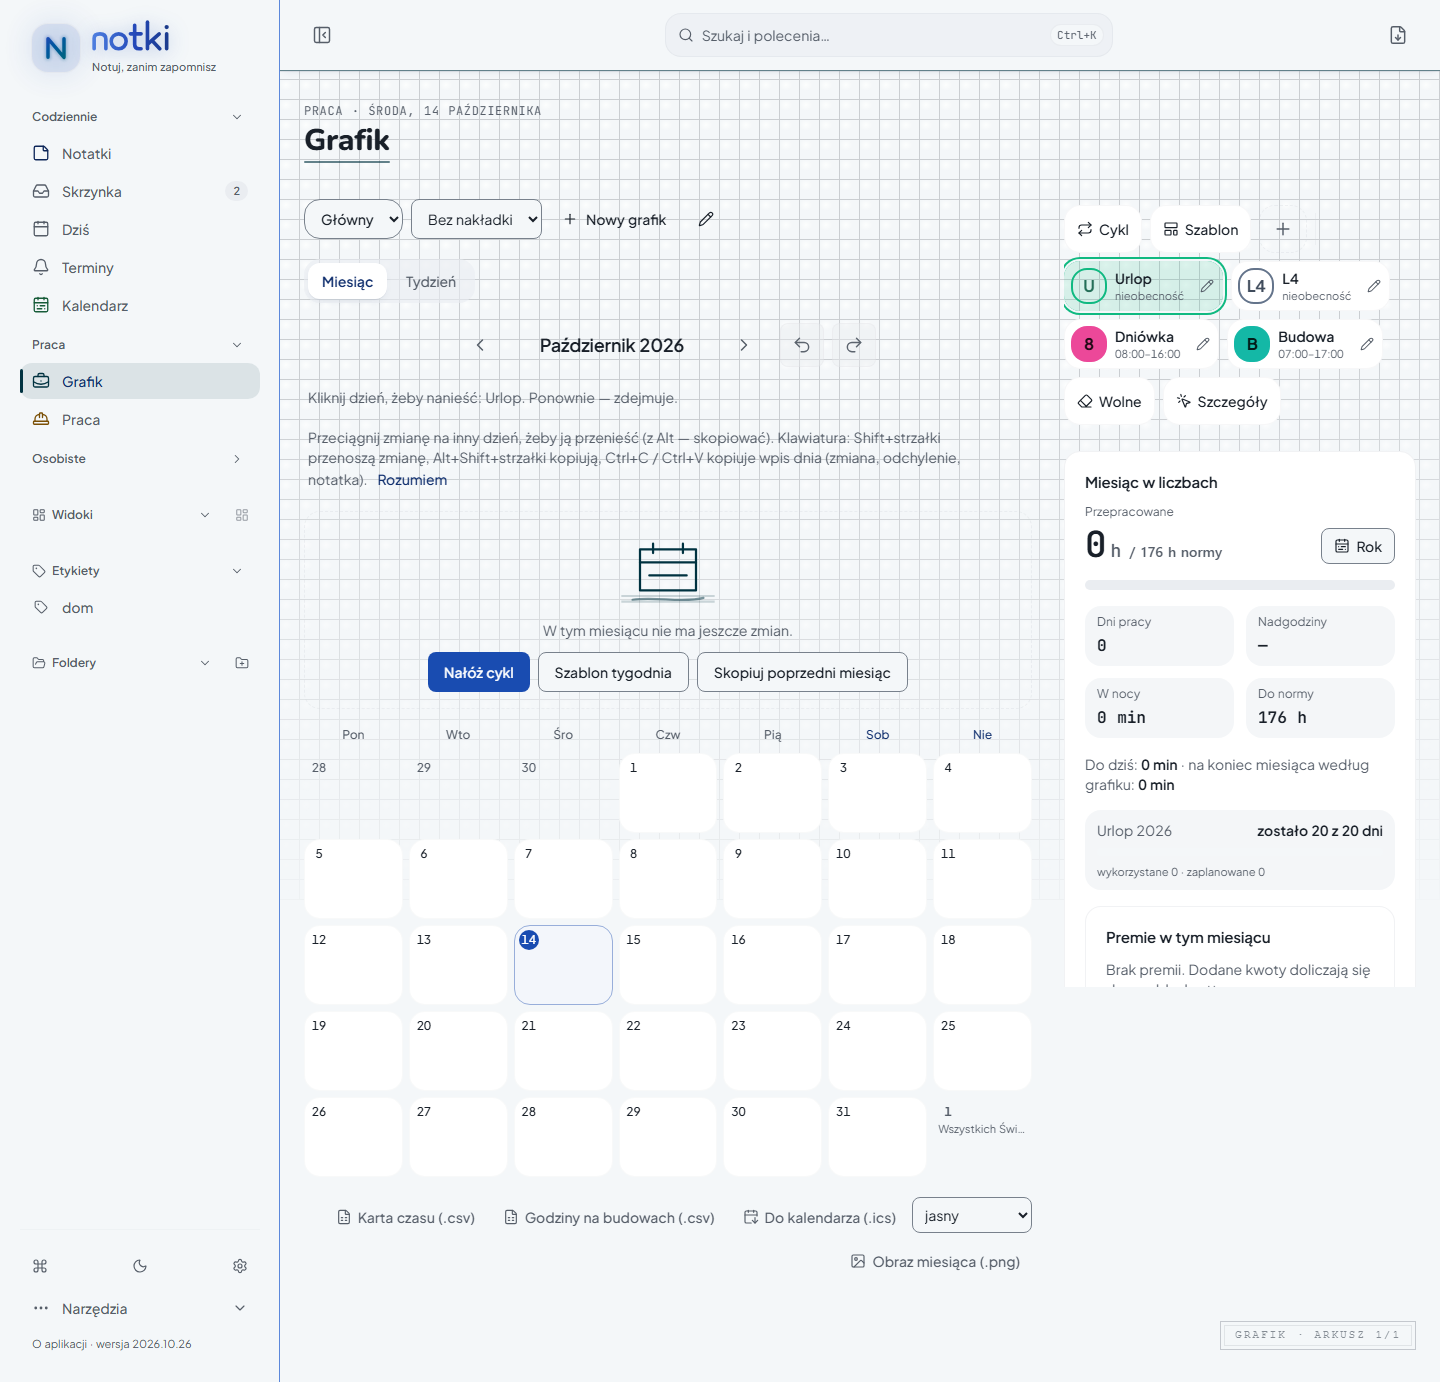 N notki
Notuj, zanim zapomnisz
Codziennie
Notatki
Skrzynka 2
Dziś
Terminy
Kalendarz
Praca
Grafik
Praca
Osobiste
Widoki
Etykiety
dom
Foldery
Narzędzia
O aplikacji · wersja 2026.10.26
Szukaj i polecenia... Ctrl+K
PRACA · ŚRODA, 14 PAŹDZIERNIKA
Grafik
Główny Bez nakładki Nowy grafik
Miesiąc Tydzień
Październik 2026
Kliknij dzień, żeby nanieść: Urlop. Ponownie — zdejmuje.
Przeciągnij zmianę na inny dzień, żeby ją przenieść (z Alt — skopiować). Klawiatura: Shift+strzałki
przenoszą zmianę, Alt+Shift+strzałki kopiują, Ctrl+C / Ctrl+V kopiuje wpis dnia (zmiana, odchylenie,
notatka). Rozumiem
W tym miesiącu nie ma jeszcze zmian.
Nałóż cykl Szablon tygodnia Skopiuj poprzedni miesiąc
Pon Wto Śro Czw Pią Sob Nie
28 29 30 1 2 3 4
5 6 7 8 9 10 11
12 13 14 15 16 17 18
19 20 21 22 23 24 25
26 27 28 29 30 31 1
Wszystkich Świ...
Karta czasu (.csv) Godziny na budowach (.csv) Do kalendarza (.ics) jasny
Obraz miesiąca (.png)
Cykl Szablon
U Urlop
nieobecność
L4 L4
nieobecność
8 Dniówka
08:00–16:00
B Budowa
07:00–17:00
Wolne Szczegóły
Miesiąc w liczbach
Przepracowane
0 h / 176 h normy Rok
Dni pracy
0
Nadgodziny
—
W nocy
0 min
Do normy
176 h
Do dziś: 0 min · na koniec miesiąca według
grafiku: 0 min
Urlop 2026 zostało 20 z 20 dni
wykorzystane 0 · zaplanowane 0
Premie w tym miesiącu
Brak premii. Dodane kwoty doliczają się
GRAFIK · ARKUSZ 1/1